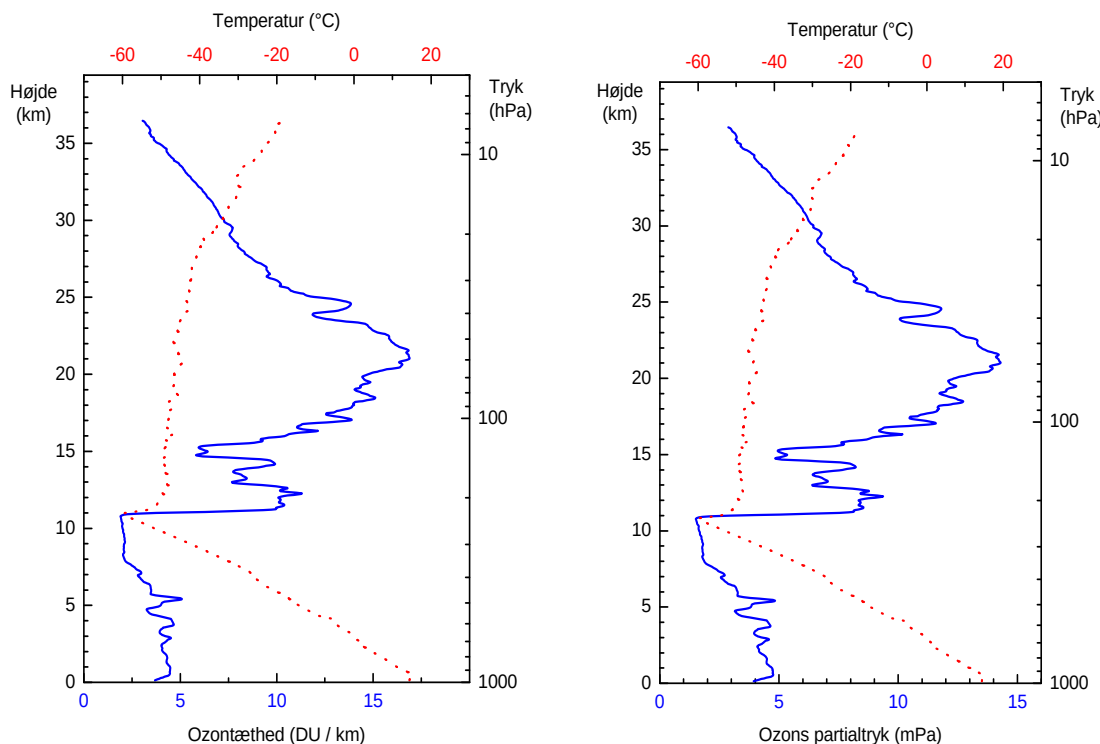 Temperatur (°C)
-60 -40 -20 0 20
Højde
(km)
Tryk
(hPa)
35
30
25
20
15
10
5
0
10
100
1000
0 5 10 15
Ozontæthed (DU / km)
Temperatur (°C)
-60 -40 -20 0 20
Højde
(km)
Tryk
(hPa)
35
30
25
20
15
10
5
0
10
100
1000
0 5 10 15
Ozons partialtryk (mPa)